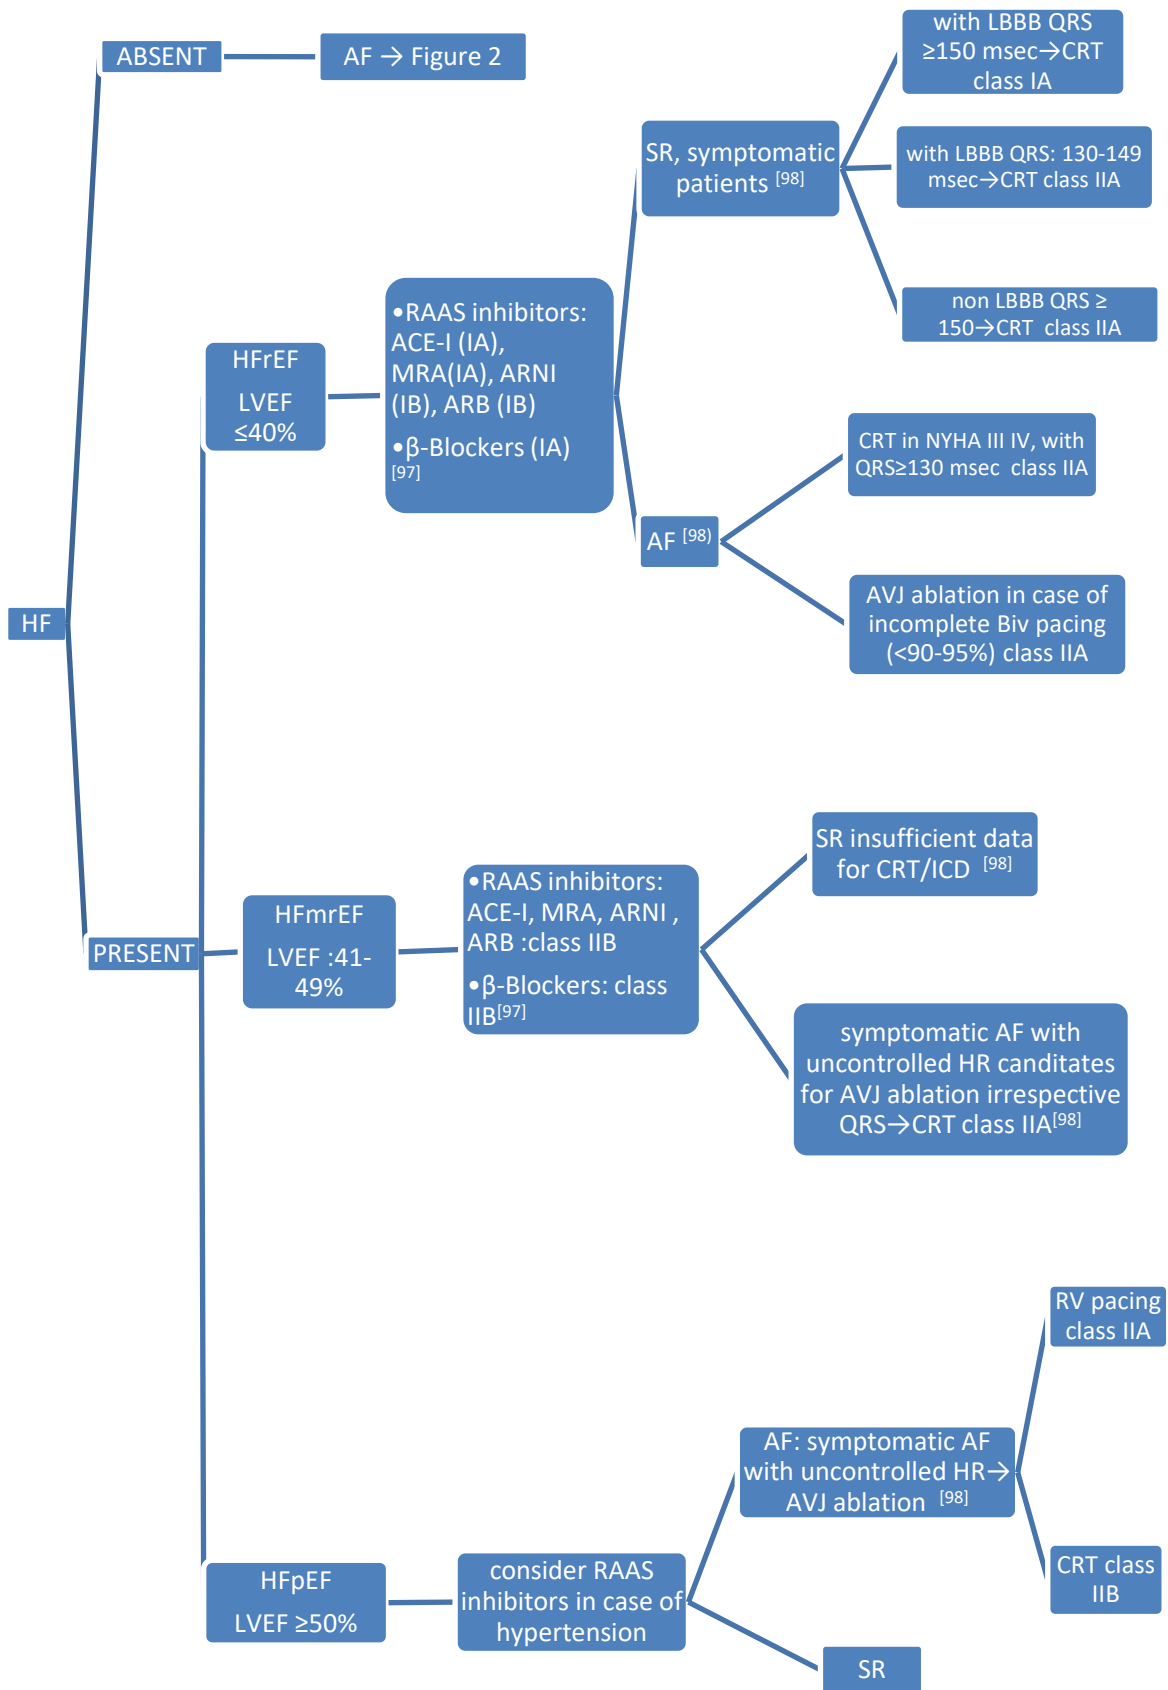 HF
ABSENT
AF → Figure 2
PRESENT
HFrEF
LVEF
≤40%
•RAAS inhibitors:
ACE-I (IA),
MRA(IA), ARNI
(IB), ARB (IB)
•β-Blockers (IA)
[97]
SR, symptomatic
patients [98]
with LBBB QRS
≥150 msec→CRT
class IA
with LBBB QRS: 130-149
msec→CRT class IIA
non LBBB QRS ≥
150→CRT class IIA
AF [98)
CRT in NYHA III IV, with
QRS≥130 msec class IIA
AVJ ablation in case of
incomplete Biv pacing
(<90-95%) class IIA
HFmrEF
LVEF :41-
49%
•RAAS inhibitors:
ACE-I, MRA, ARNI ,
ARB :class IIB
•β-Blockers: class
IIB[97]
SR insufficient data
for CRT/ICD [98]
symptomatic AF with
uncontrolled HR canditates
for AVJ ablation irrespective
QRS→CRT class IIA[98]
HFpEF
LVEF ≥50%
consider RAAS
inhibitors in case of
hypertension
AF: symptomatic AF
with uncontrolled HR→
AVJ ablation [98]
RV pacing
class IIA
CRT class
IIB
SR